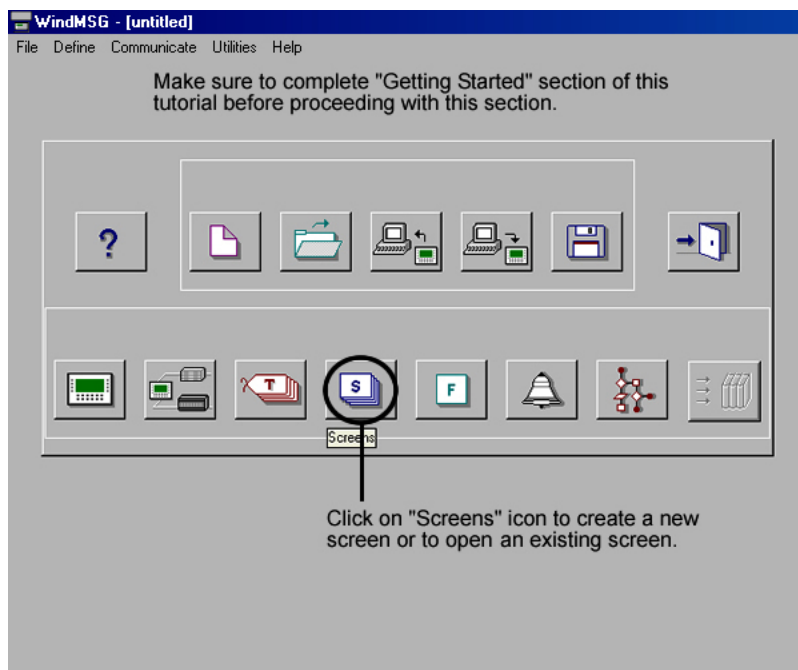 WindMSG - [untitled]
File Define Communicate Utilities Help
Make sure to complete "Getting Started" section of this
tutorial before proceeding with this section.
?
T
S
F
Screens
Click on "Screens" icon to create a new
screen or to open an existing screen.